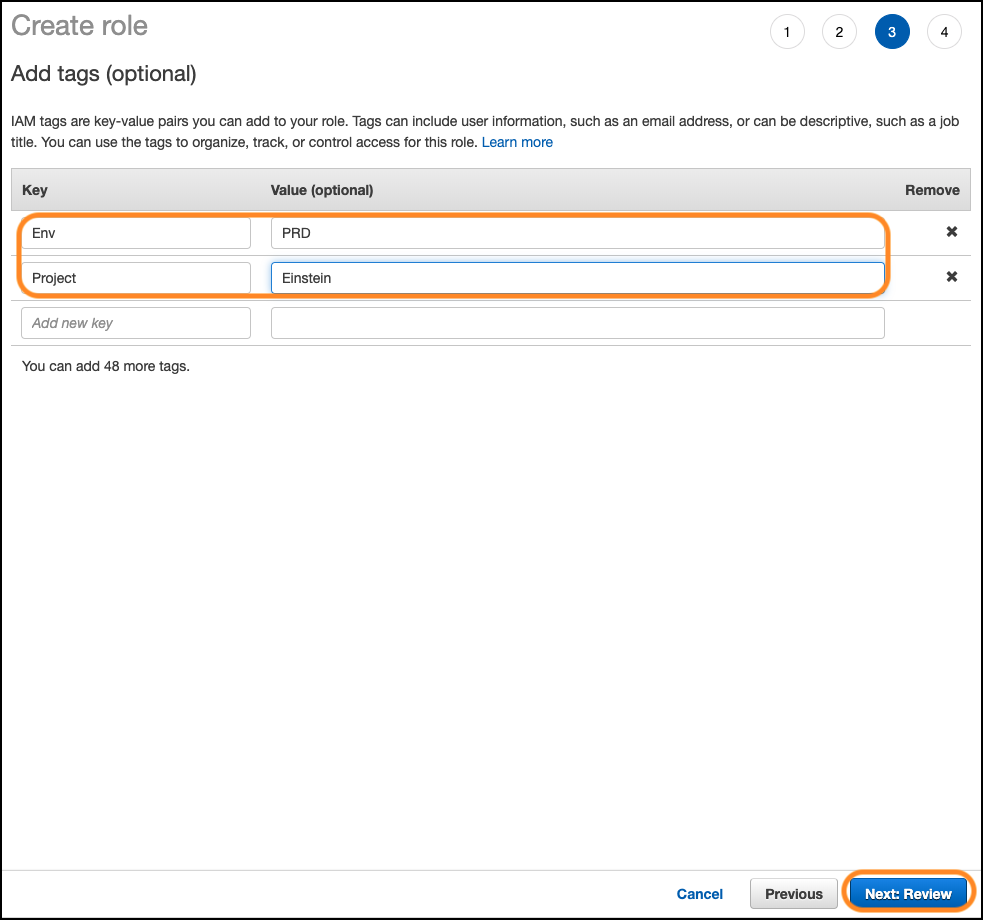 Create role
1 2 3 4
Add tags (optional)
IAM tags are key-value pairs you can add to your role. Tags can include user information, such as an email address, or can be descriptive, such as a job
title. You can use the tags to organize, track, or control access for this role. Learn more
Key Value (optional) Remove
Env PRD ✖
Project Einstein ✖
Add new key
You can add 48 more tags.
Cancel Previous Next: Review